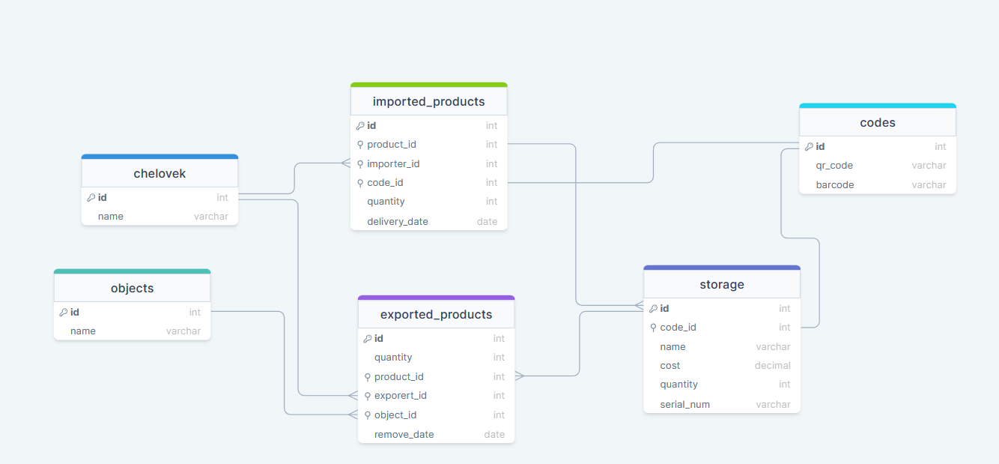 imported_products
id int
product_id int
importer_id int
code_id int
quantity int
delivery_date date
codes
id int
qr_code varchar
barcode varchar
chelovek
id int
name varchar
objects
id int
name varchar
exported_products
id int
quantity int
product_id int
exporert_id int
object_id int
remove_date date
storage
id int
code_id int
name varchar
cost decimal
quantity int
serial_num varchar